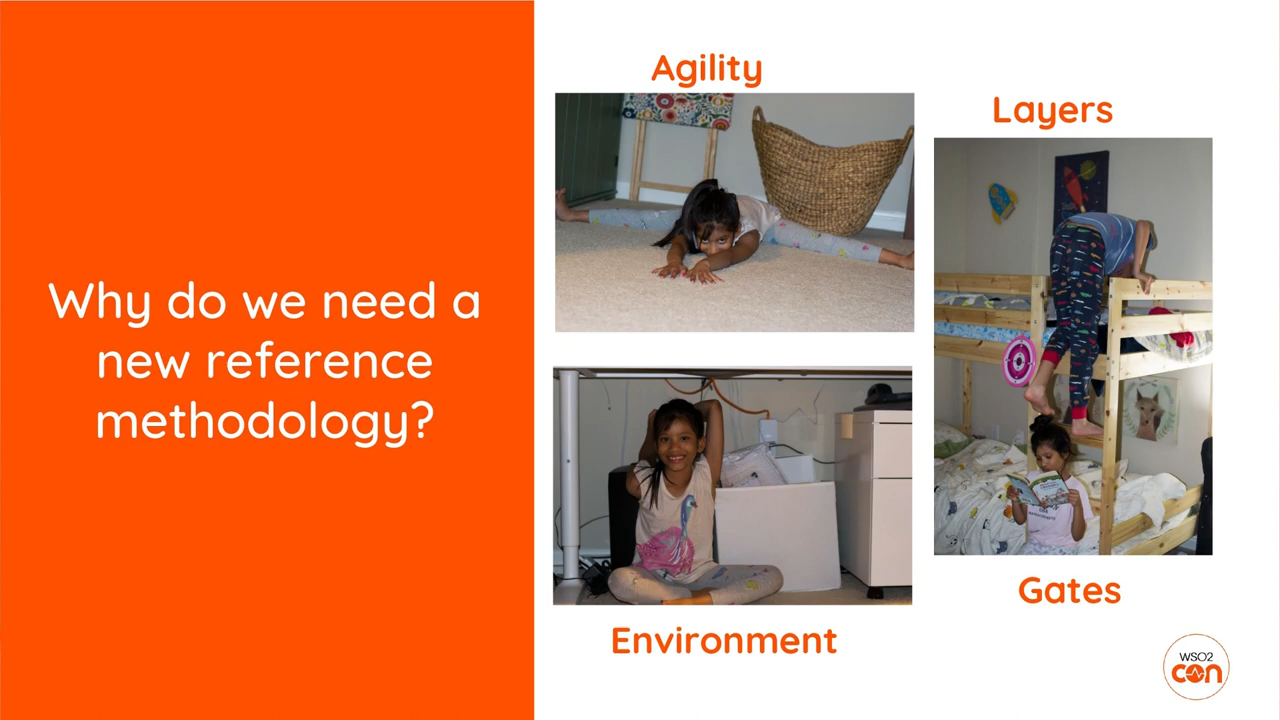 Why do we need a
new reference
methodology?
Agility
Layers
Environment
Gates
WSO2
con